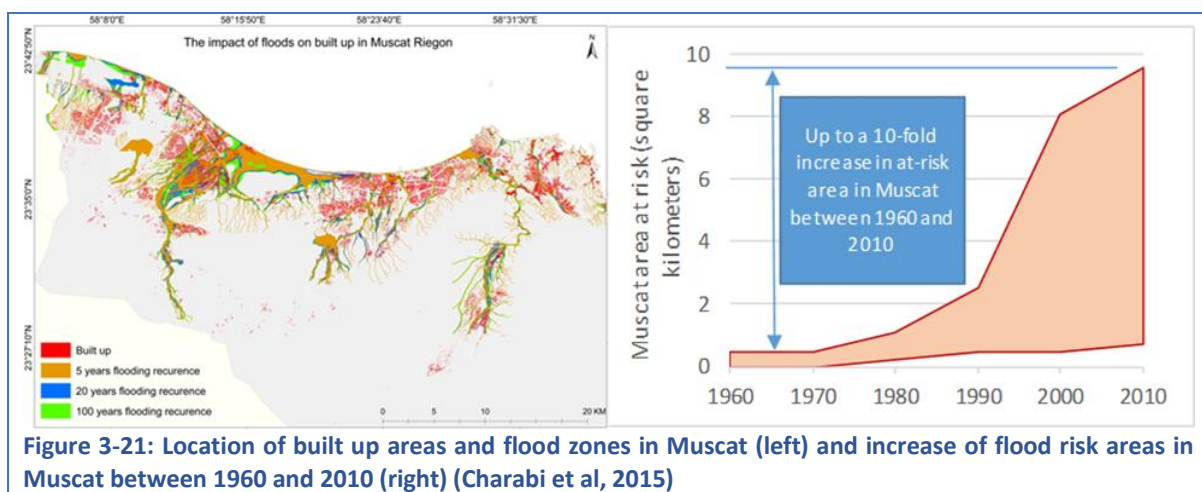 58°8'0"E 58°15'50"E 58°23'40"E 58°31'30"E
The impact of floods on built up in Muscat Riegon
N
23°42'50"N
23°35'0"N
23°27'10"N
Built up
5 years flooding recurence
20 years flooding recurence
100 years flooding recurence
0 5 10 20 KM
Muscat area at risk(square
kilometers)
10
8
6
4
2
0
Up to a 10-fold
increase in at-risk
area in Muscat
between 1960 and
2010
1960 1970 1980 1990 2000 2010
Figure 3-21: Location of built up areas and flood zones in Muscat (left) and increase of flood risk areas in
Muscat between 1960 and 2010 (right) (Charabi et al, 2015)